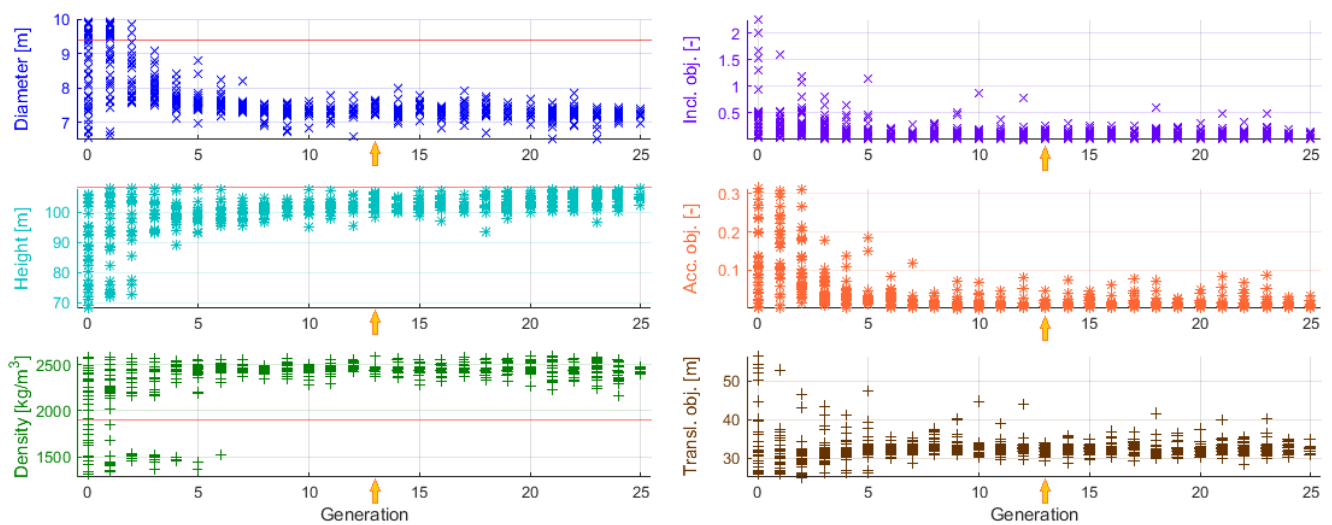 Diameter [m]
10
9
8
7
0 5 10 15 20 25
Incl. obj. [-]
2
1.5
1
0.5
0 5 10 15 20 25
Height [m]
100
90
80
70
0 5 10 15 20 25
Acc. obj. [-]
0.3
0.2
0.1
0 5 10 15 20 25
Density [kg/m³]
2500
2000
1500
0 5 10 15 20 25
Generation
Transl. obj. [m]
50
40
30
0 5 10 15 20 25
Generation